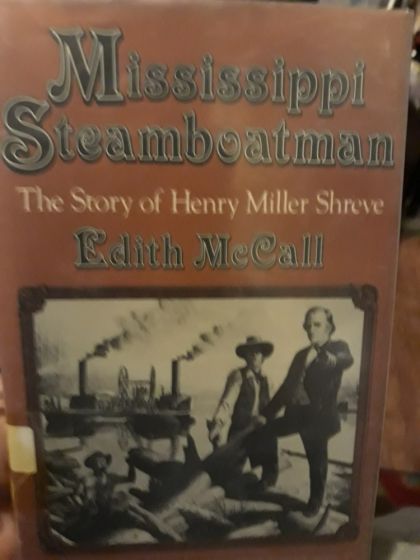 Mississippi
Steamboatman
The Story of Henry Miller Shreve
Edith McCall